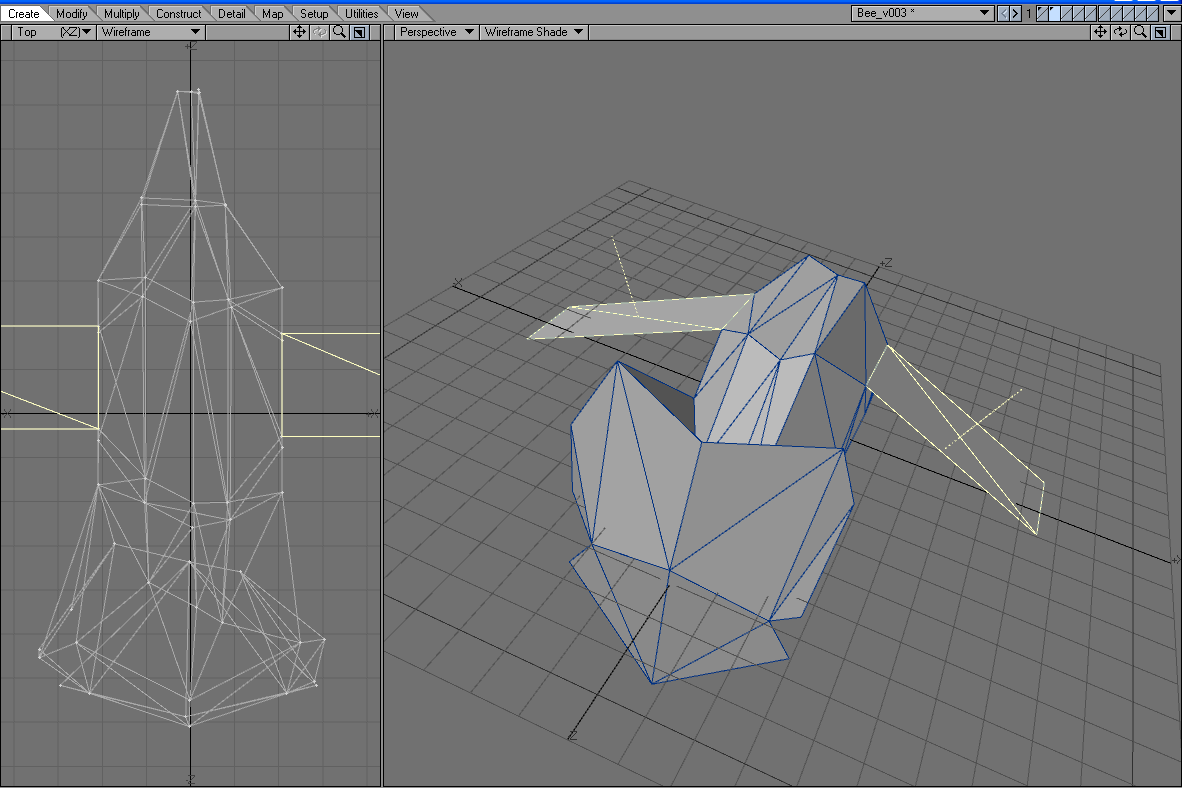 Create Modify Multiply Construct Detail Map Setup Utilities View Bee_v003 * 1
Top (XZ) Wireframe Perspective Wireframe Shade
+Z
+Z
X
X X
+X
-Z
-Z